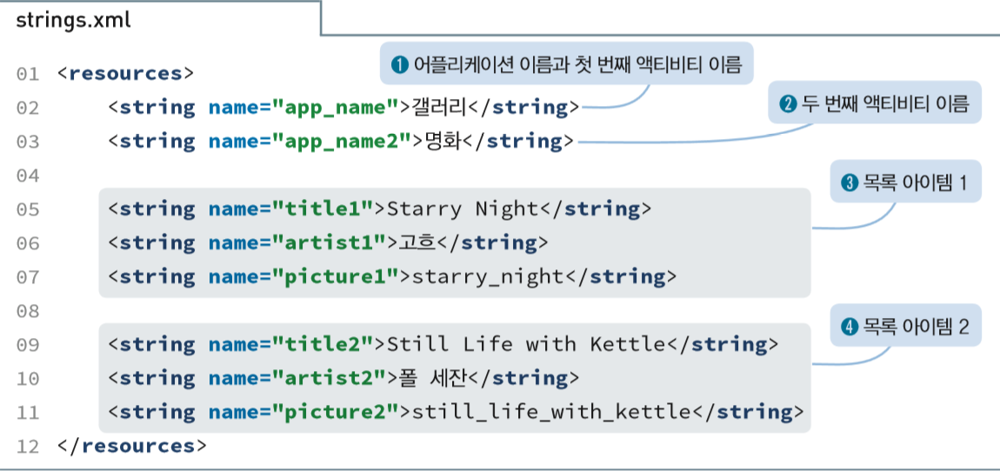 strings.xml
❶ 어플리케이션 이름과 첫 번째 액티비티 이름
01 <resources>
02 <string name="app_name">갤러리</string>
❷ 두 번째 액티비티 이름
03 <string name="app_name2">명화</string>
04
❸ 목록 아이템 1
05 <string name="title1">Starry Night</string>
06 <string name="artist1">고흐</string>
07 <string name="picture1">starry_night</string>
08
❹ 목록 아이템 2
09 <string name="title2">Still Life with Kettle</string>
10 <string name="artist2">폴 세잔</string>
11 <string name="picture2">still_life_with_kettle</string>
12 </resources>